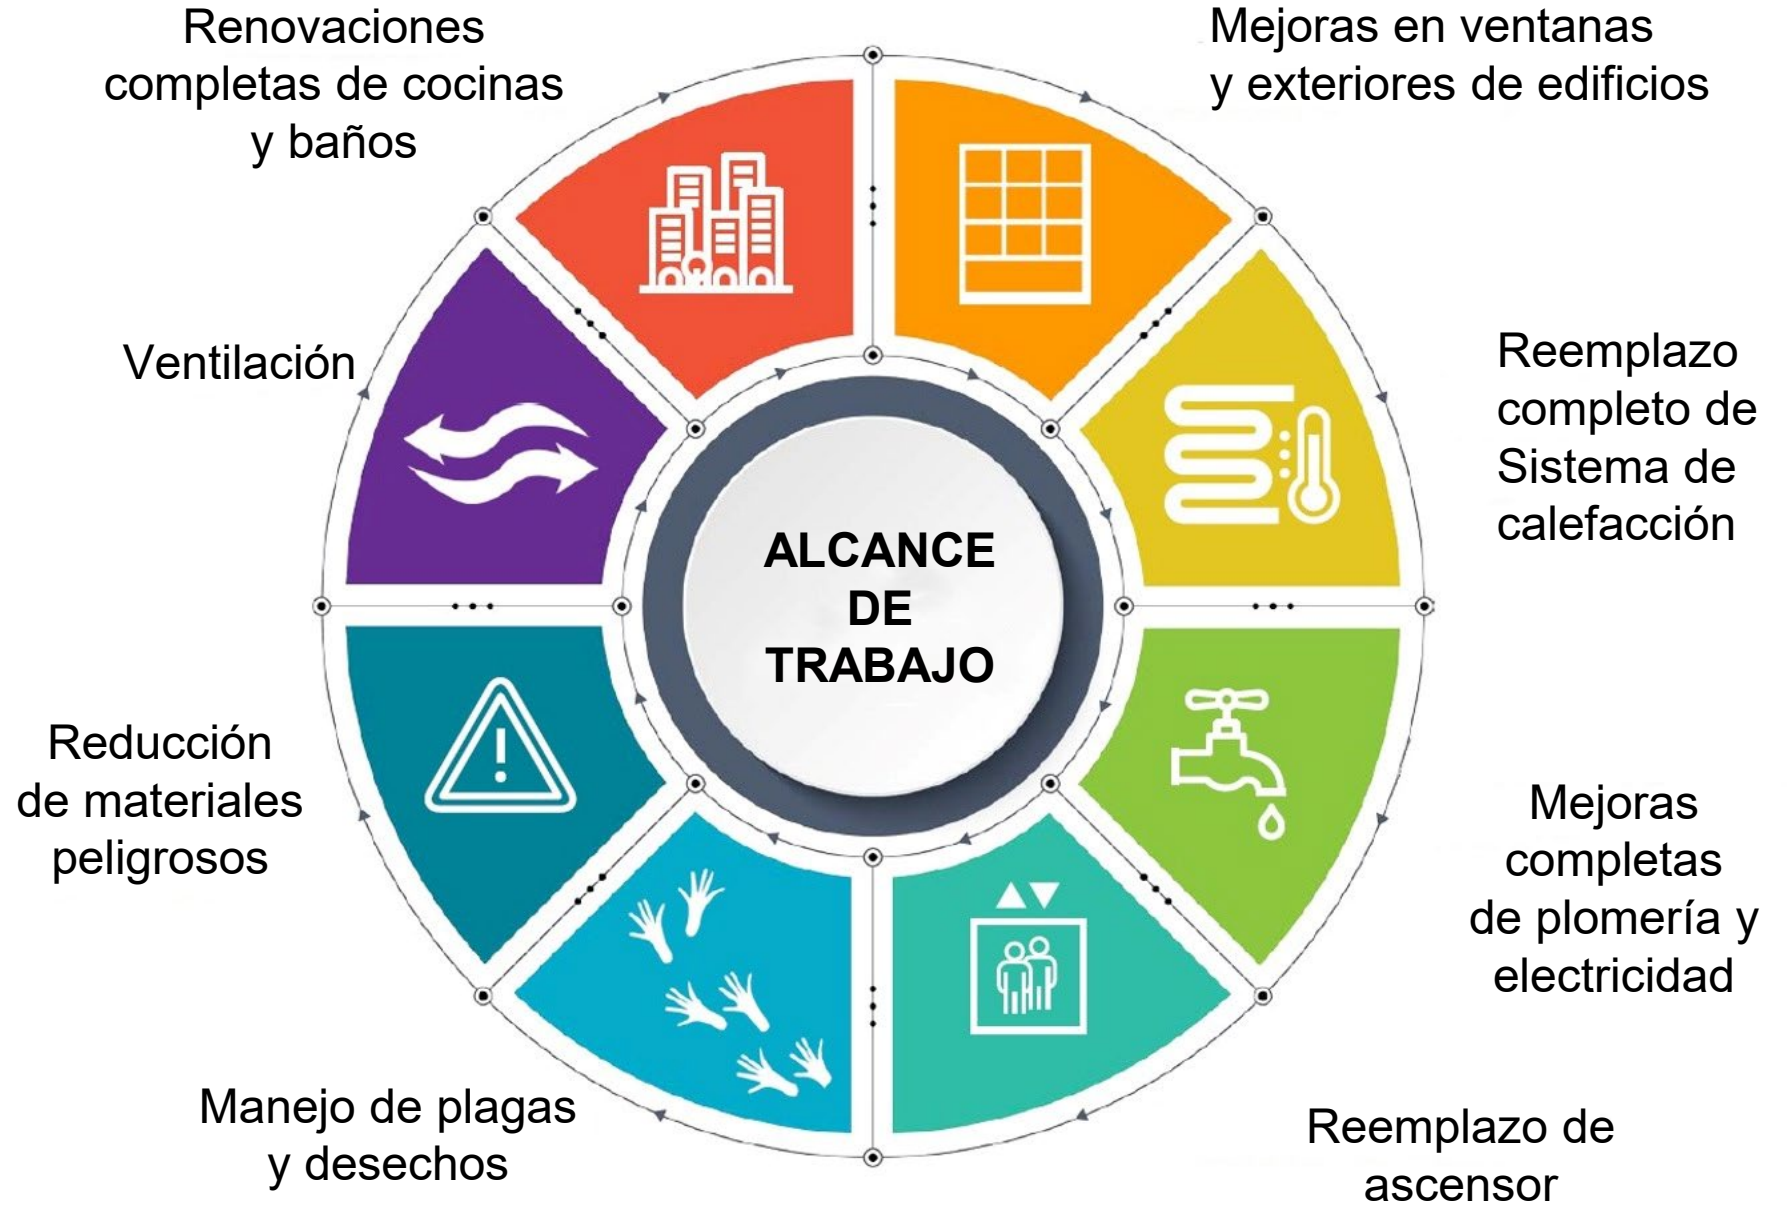 Renovaciones
completas de cocinas
y baños
Mejoras en ventanas
y exteriores de edificios
Ventilación
Reemplazo
completo de
Sistema de
calefacción
ALCANCE
DE
TRABAJO
Reducción
de materiales
peligrosos
Mejoras
completas
de plomería y
electricidad
Manejo de plagas
y desechos
Reemplazo de
ascensor